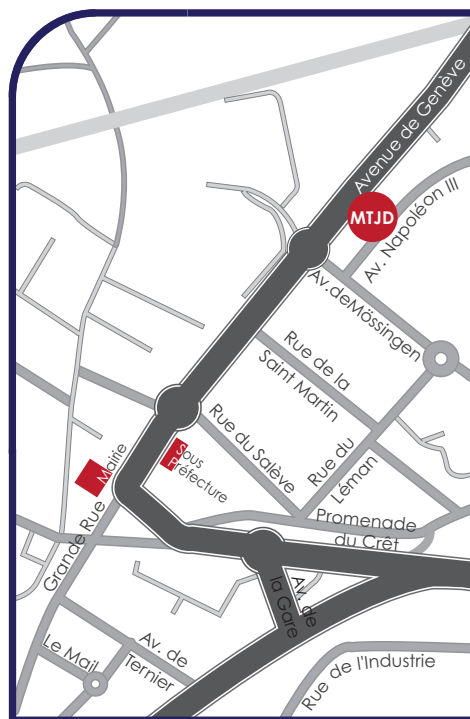 Avenue de Genève
MTJD
Av. Napoléon III
Av.deMössingen
Rue de la
Saint Martin
Rue du Salève
Rue du
Léman
Sous
Préfecture
Mairie
Grande Rue
Promenade
du Crêt
Av. de
la Gare
Av. de
Ternier
Le Mail
Rue de l'Industrie